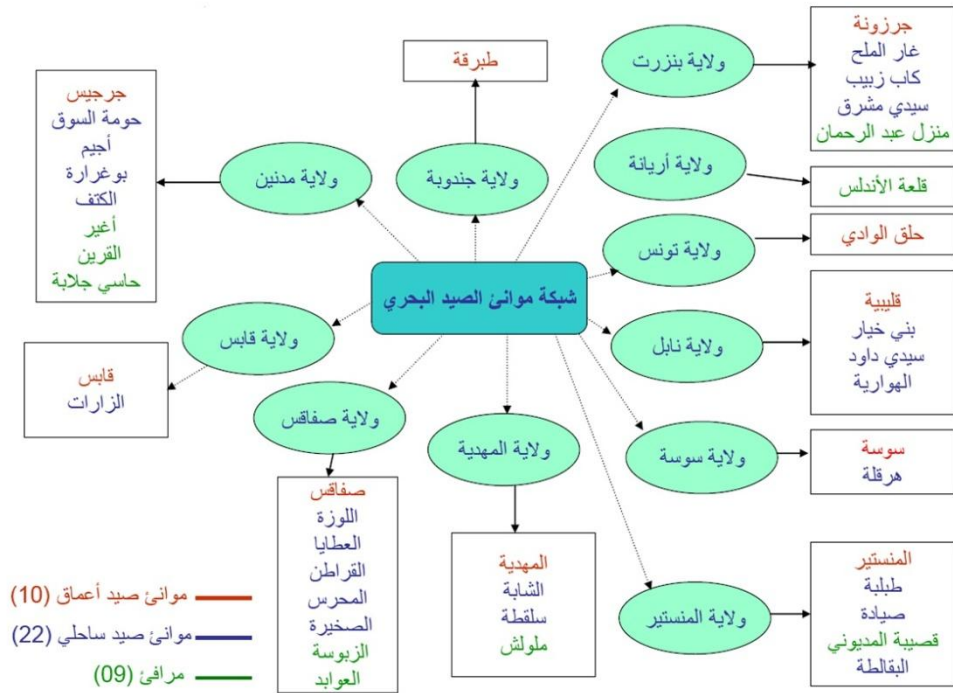 شبكة موانئ الصيد البحري
ولاية بنزرت
جرزونة
غار الملح
كاب زبيب
سيدي مشرق
منزل عبد الرحمان
ولاية أريانة
قلعة الأندلس
ولاية تونس
حلق الوادي
ولاية نابل
قليبية
بني خيار
سيدي داود
الهوارية
ولاية سوسة
سوسة
هرقلة
ولاية المنستير
المنستير
طبلبة
صيادة
قصيبة المديوني
البقالطة
ولاية المهدية
المهدية
الشابة
سلقطة
ملولش
ولاية صفاقس
صفاقس
اللوزة
العطايا
القراطن
المحرس
الصخيرة
الزبوسة
العوابد
ولاية قابس
قابس
الزارات
ولاية مدنين
جرجيس
حومة السوق
أجيم
بوغرارة
الكتف
أغير
القرين
حاسي جلابة
ولاية جندوبة
طبرقة
موانئ صيد أعماق (10)
موانئ صيد ساحلي (22)
مرافئ (09)